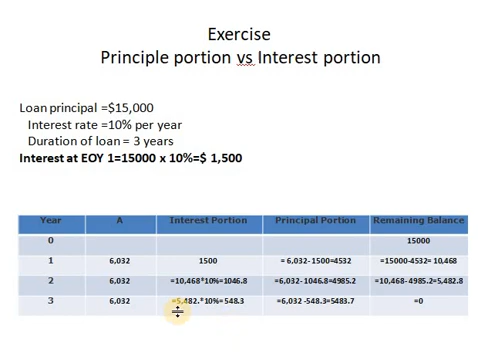 Exercise
Principle portion vs Interest portion
Loan principal =$15,000
Interest rate =10% per year
Duration of loan = 3 years
Interest at EOY 1=15000 x 10%=$ 1,500
Year A Interest Portion Principal Portion Remaining Balance
0 15000
1 6,032 1500 = 6,032-1500=4532 =15000-4532= 10,468
2 6,032 =10,468*10%=1046.8 =6,032-1046.8=4985.2 =10,468-4985.2=5,482.8
3 6,032 =5,482.*10%=548.3 =6,032 -548.3=5483.7 =0